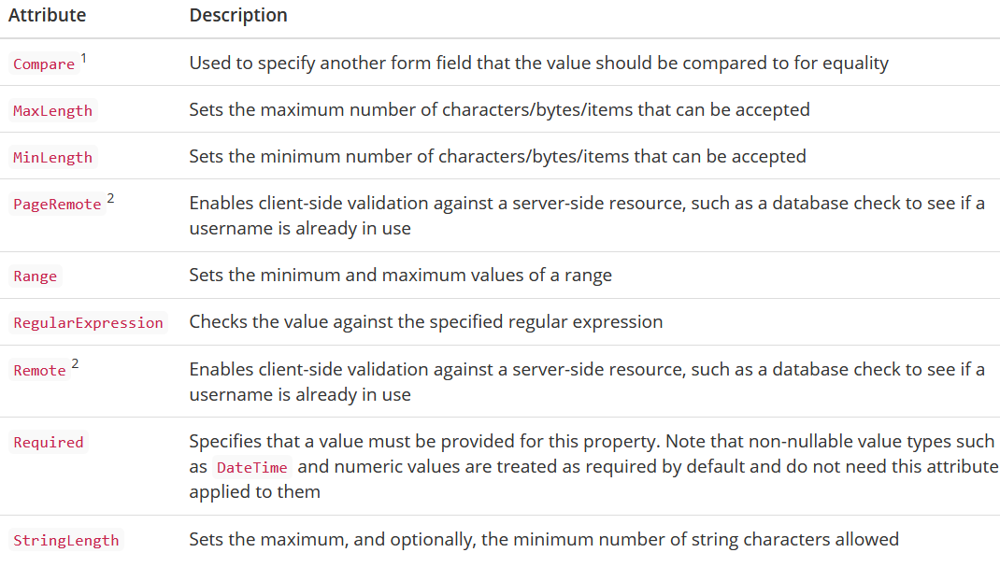 Attribute Description
Compare 1 Used to specify another form field that the value should be compared to for equality
MaxLength Sets the maximum number of characters/bytes/items that can be accepted
MinLength Sets the minimum number of characters/bytes/items that can be accepted
PageRemote 2 Enables client-side validation against a server-side resource, such as a database check to see if a
username is already in use
Range Sets the minimum and maximum values of a range
RegularExpression Checks the value against the specified regular expression
Remote 2 Enables client-side validation against a server-side resource, such as a database check to see if a
username is already in use
Required Specifies that a value must be provided for this property. Note that non-nullable value types such
as DateTime and numeric values are treated as required by default and do not need this attribute
applied to them
StringLength Sets the maximum, and optionally, the minimum number of string characters allowed